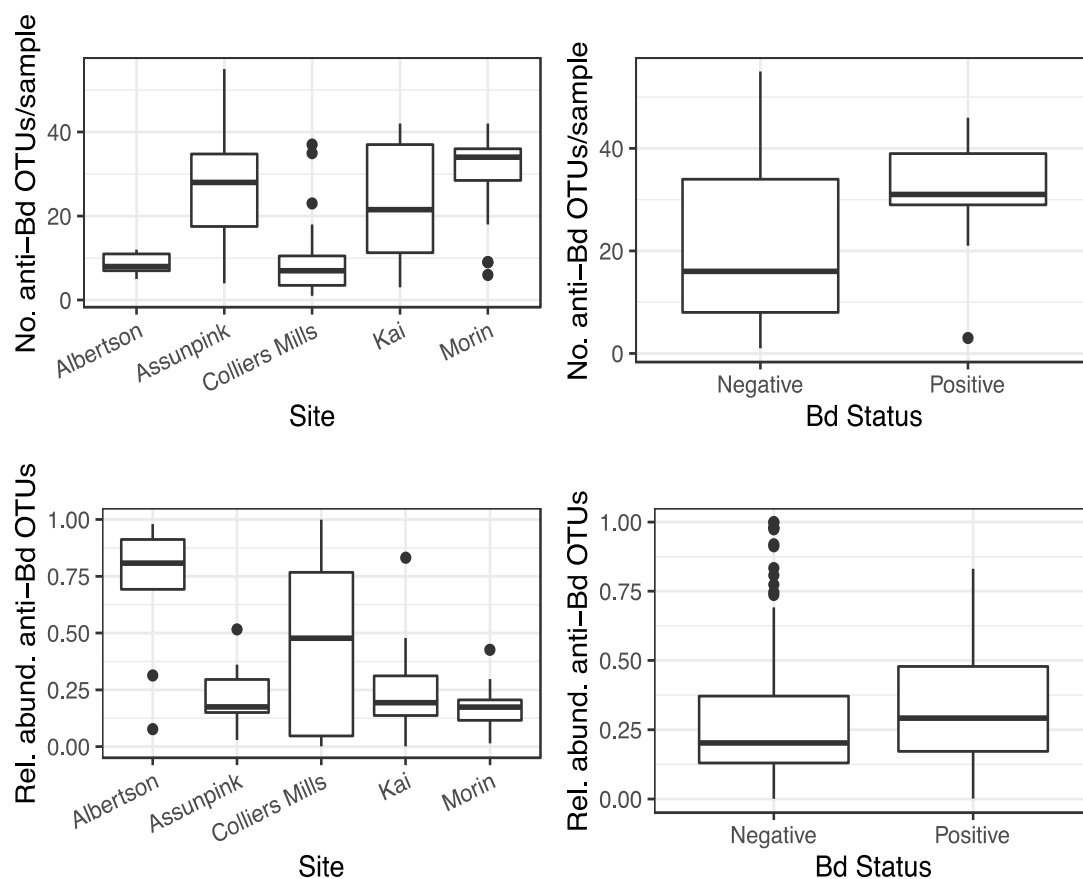 No. anti−Bd OTUs/sample
40
20
0
Albertson
Assunpink
Colliers Mills
Kai
Morin
Site
No. anti−Bd OTUs/sample
40
20
0
Negative
Positive
Bd Status
Rel. abund. anti−Bd OTUs
1.00
0.75
0.50
0.25
0.00
Albertson
Assunpink
Colliers Mills
Kai
Morin
Site
Rel. abund. anti−Bd OTUs
1.00
0.75
0.50
0.25
0.00
Negative
Positive
Bd Status